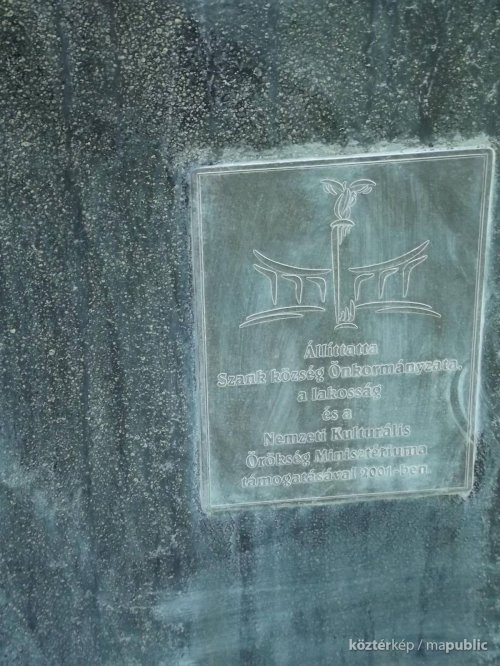 Állíttatta
Szank község Önkormányzata,
a lakosság
és a
Nemzeti Kulturális
Örökség Minisztériuma
támogatásával 2001-ben.
köztérkép / mapublic